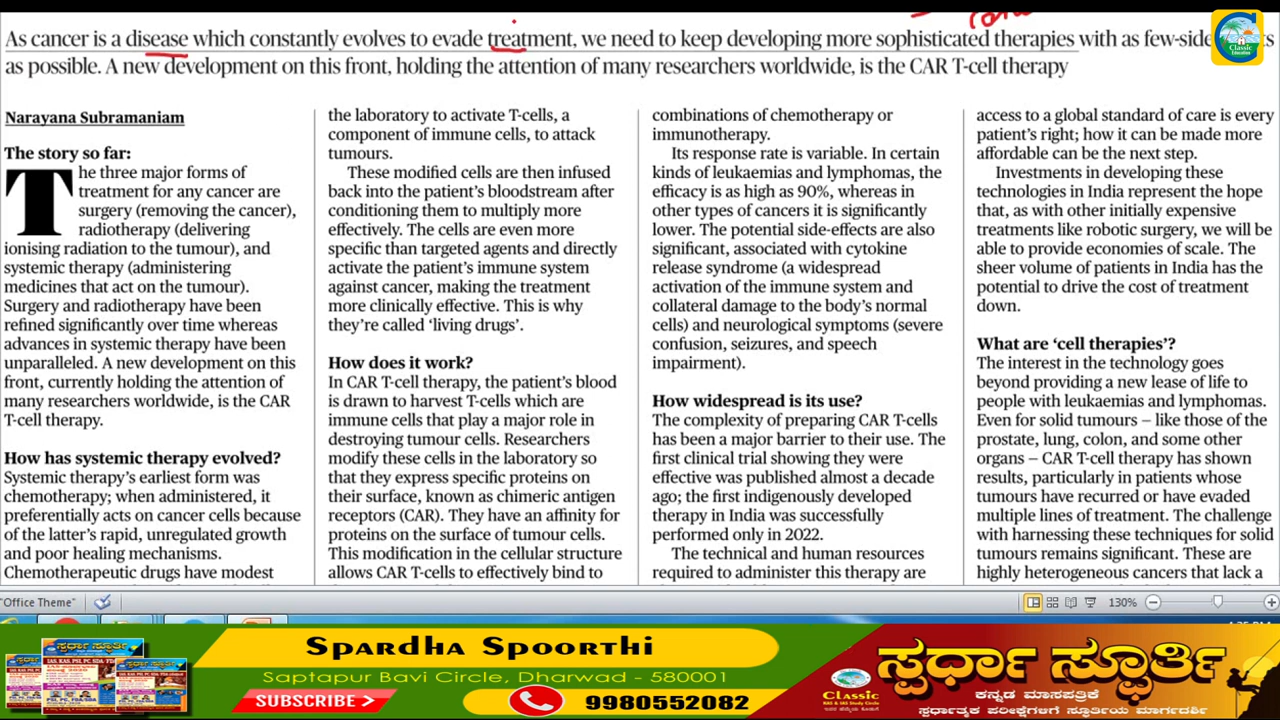 As cancer is a disease which constantly evolves to evade treatment, we need to keep developing more sophisticated therapies with as few-side
as possible. A new development on this front, holding the attention of many researchers worldwide, is the CAR T-cell therapy
Classic
Education
Narayana Subramaniam
The story so far:
The three major forms of
treatment for any cancer are
surgery (removing the cancer),
radiotherapy (delivering
ionising radiation to the tumour), and
systemic therapy (administering
medicines that act on the tumour).
Surgery and radiotherapy have been
refined significantly over time whereas
advances in systemic therapy have been
unparalleled. A new development on this
front, currently holding the attention of
many researchers worldwide, is the CAR
T-cell therapy.
How has systemic therapy evolved?
Systemic therapy's earliest form was
chemotherapy; when administered, it
preferentially acts on cancer cells because
of the latter's rapid, unregulated growth
and poor healing mechanisms.
Chemotherapeutic drugs have modest
the laboratory to activate T-cells, a
component of immune cells, to attack
tumours.
These modified cells are then infused
back into the patient's bloodstream after
conditioning them to multiply more
effectively. The cells are even more
specific than targeted agents and directly
activate the patient's immune system
against cancer, making the treatment
more clinically effective. This is why
they're called 'living drugs'.
How does it work?
In CAR T-cell therapy, the patient's blood
is drawn to harvest T-cells which are
immune cells that play a major role in
destroying tumour cells. Researchers
modify these cells in the laboratory so
that they express specific proteins on
their surface, known as chimeric antigen
receptors (CAR). They have an affinity for
proteins on the surface of tumour cells.
This modification in the cellular structure
allows CAR T-cells to effectively bind to
combinations of chemotherapy or
immunotherapy.
Its response rate is variable. In certain
kinds of leukaemias and lymphomas, the
efficacy is as high as 90%, whereas in
other types of cancers it is significantly
lower. The potential side-effects are also
significant, associated with cytokine
release syndrome (a widespread
activation of the immune system and
collateral damage to the body's normal
cells) and neurological symptoms (severe
confusion, seizures, and speech
impairment).
How widespread is its use?
The complexity of preparing CAR T-cells
has been a major barrier to their use. The
first clinical trial showing they were
effective was published almost a decade
ago; the first indigenously developed
therapy in India was successfully
performed only in 2022.
The technical and human resources
required to administer this therapy are
access to a global standard of care is every
patient's right; how it can be made more
affordable can be the next step.
Investments in developing these
technologies in India represent the hope
that, as with other initially expensive
treatments like robotic surgery, we will be
able to provide economies of scale. The
sheer volume of patients in India has the
potential to drive the cost of treatment
down.
What are 'cell therapies'?
The interest in the technology goes
beyond providing a new lease of life to
people with leukaemias and lymphomas.
Even for solid tumours – like those of the
prostate, lung, colon, and some other
organs – CAR T-cell therapy has shown
results, particularly in patients whose
tumours have recurred or have evaded
multiple lines of treatment. The challenge
with harnessing these techniques for solid
tumours remains significant. These are
highly heterogeneous cancers that lack a
"Office Theme"
130%
Spardha Spoorthi
Saptapur Bavi Circle, Dharwad - 580001
SUBSCRIBE
9980552082
Classic
ಸ್ಪರ್ಧಾ ಸ್ಫೂರ್ತಿ
ಕನ್ನಡ ಮಾಸಪತ್ರಿಕೆ
ಸ್ಪರ್ಧಾತ್ಮಕ ಪರೀಕ್ಷೆಗಳಿಗೆ ಸ್ಫೂರ್ತಿಯ ಮಾರ್ಗದರ್ಶಿ